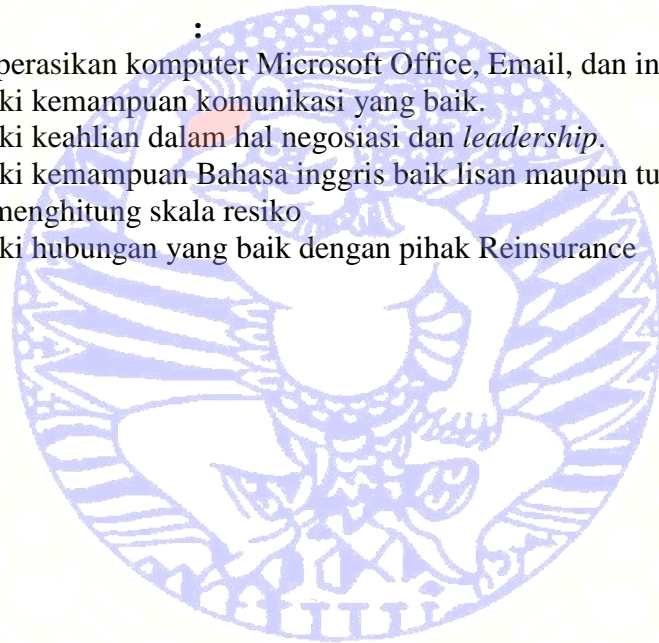 :
perasikan komputer Microsoft Office, Email, dan in
ki kemampuan komunikasi yang baik.
ki keahlian dalam hal negosiasi dan leadership.
ki kemampuan Bahasa inggris baik lisan maupun tu
menghitung skala resiko
ki hubungan yang baik dengan pihak Reinsurance